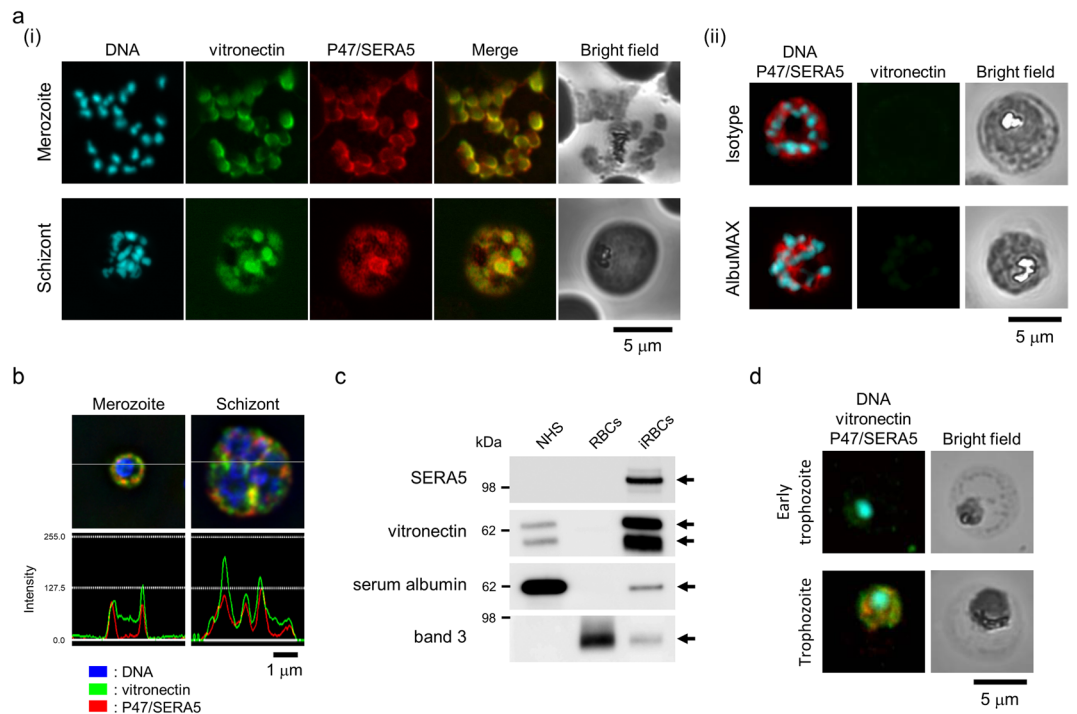 a
(i)
DNA vitronectin P47/SERA5 Merge Bright field
Merozoite
Schizont
5 μm
(ii)
DNA
P47/SERA5 vitronectin Bright field
Isotype
AlbuMAX
5 μm
b
Merozoite Schizont
255.0
127.5
0.0
Intensity
1 μm
: DNA
: vitronectin
: P47/SERA5
c
kDa NHS RBCs iRBCs
SERA5
98
vitronectin 62
serum albumin 62
98
band 3
d
DNA
vitronectin
P47/SERA5 Bright field
Early
trophozoite
Trophozoite
5 μm